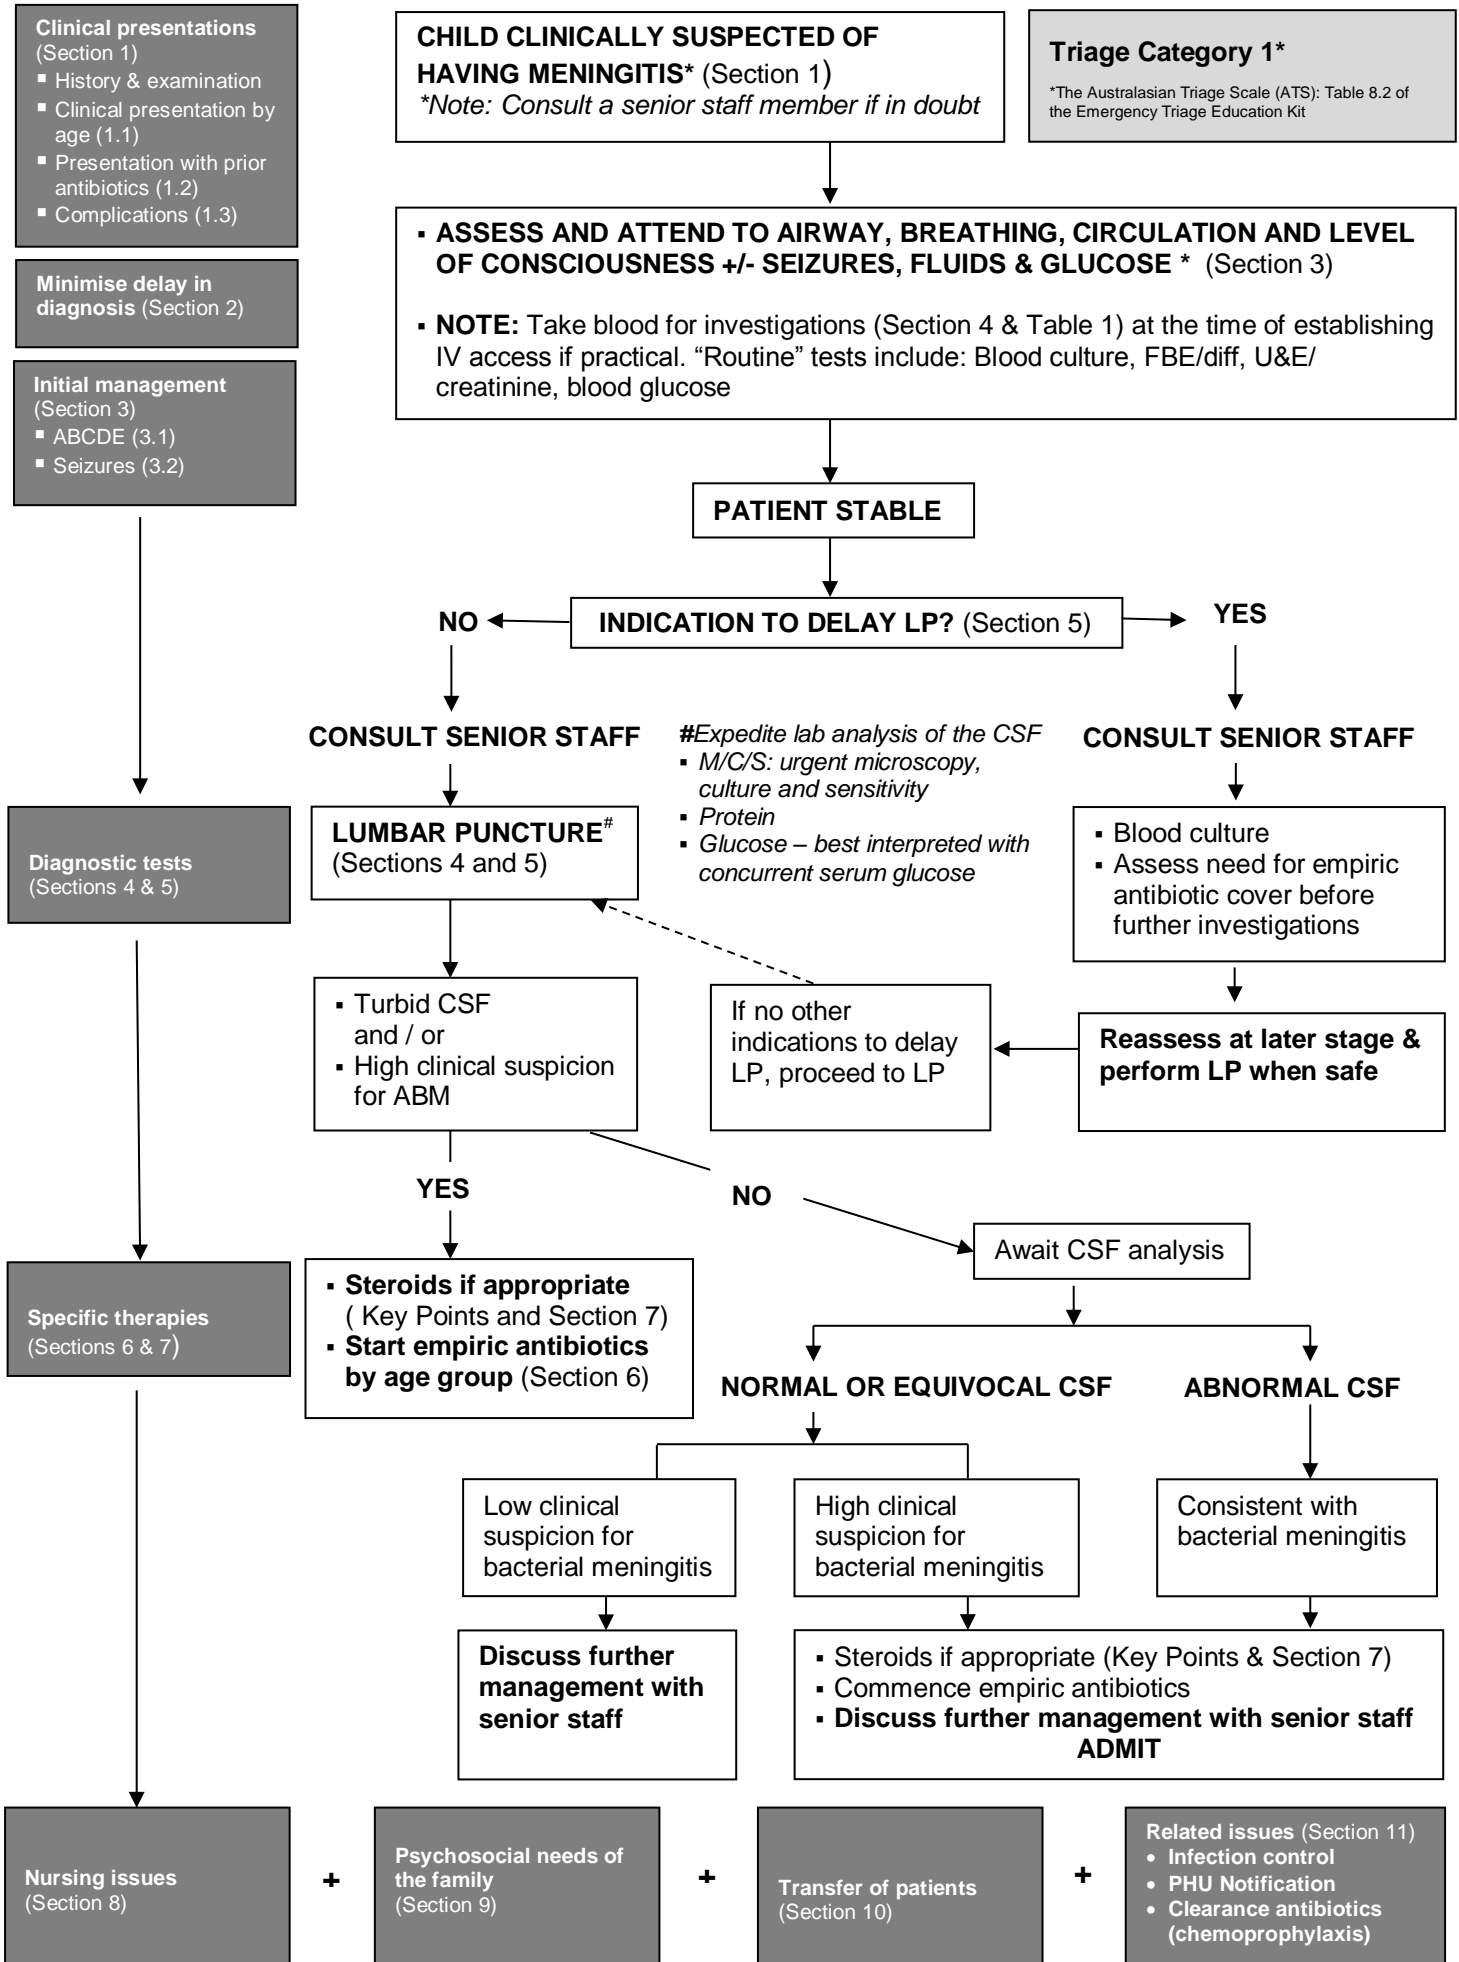 Clinical presentations
(Section 1)
▪ History & examination
▪ Clinical presentation by
age (1.1)
▪ Presentation with prior
antibiotics (1.2)
▪ Complications (1.3)
Minimise delay in
diagnosis (Section 2)
Initial management
(Section 3)
▪ ABCDE (3.1)
▪ Seizures (3.2)
CHILD CLINICALLY SUSPECTED OF
HAVING MENINGITIS* (Section 1)
*Note: Consult a senior staff member if in doubt
Triage Category 1*
*The Australasian Triage Scale (ATS): Table 8.2 of
the Emergency Triage Education Kit
▪ ASSESS AND ATTEND TO AIRWAY, BREATHING, CIRCULATION AND LEVEL
OF CONSCIOUSNESS +/- SEIZURES, FLUIDS & GLUCOSE * (Section 3)
▪ NOTE: Take blood for investigations (Section 4 & Table 1) at the time of establishing
IV access if practical. “Routine” tests include: Blood culture, FBE/diff, U&E/
creatinine, blood glucose
PATIENT STABLE
NO
INDICATION TO DELAY LP? (Section 5)
YES
CONSULT SENIOR STAFF
#Expedite lab analysis of the CSF
▪ M/C/S: urgent microscopy,
culture and sensitivity
▪ Protein
▪ Glucose – best interpreted with
concurrent serum glucose
CONSULT SENIOR STAFF
Diagnostic tests
(Sections 4 & 5)
LUMBAR PUNCTURE#
(Sections 4 and 5)
▪ Blood culture
▪ Assess need for empiric
antibiotic cover before
further investigations
▪ Turbid CSF
and / or
▪ High clinical suspicion
for ABM
If no other
indications to delay
LP, proceed to LP
Reassess at later stage &
perform LP when safe
YES
NO
Await CSF analysis
Specific therapies
(Sections 6 & 7)
▪ Steroids if appropriate
( Key Points and Section 7)
▪ Start empiric antibiotics
by age group (Section 6)
NORMAL OR EQUIVOCAL CSF
ABNORMAL CSF
Low clinical
suspicion for
bacterial meningitis
High clinical
suspicion for
bacterial meningitis
Consistent with
bacterial meningitis
Discuss further
management with
senior staff
▪ Steroids if appropriate (Key Points & Section 7)
▪ Commence empiric antibiotics
▪ Discuss further management with senior staff
ADMIT
Nursing issues
(Section 8)
+
Psychosocial needs of
the family
(Section 9)
+
Transfer of patients
(Section 10)
+
Related issues (Section 11)
• Infection control
• PHU Notification
• Clearance antibiotics
(chemoprophylaxis)